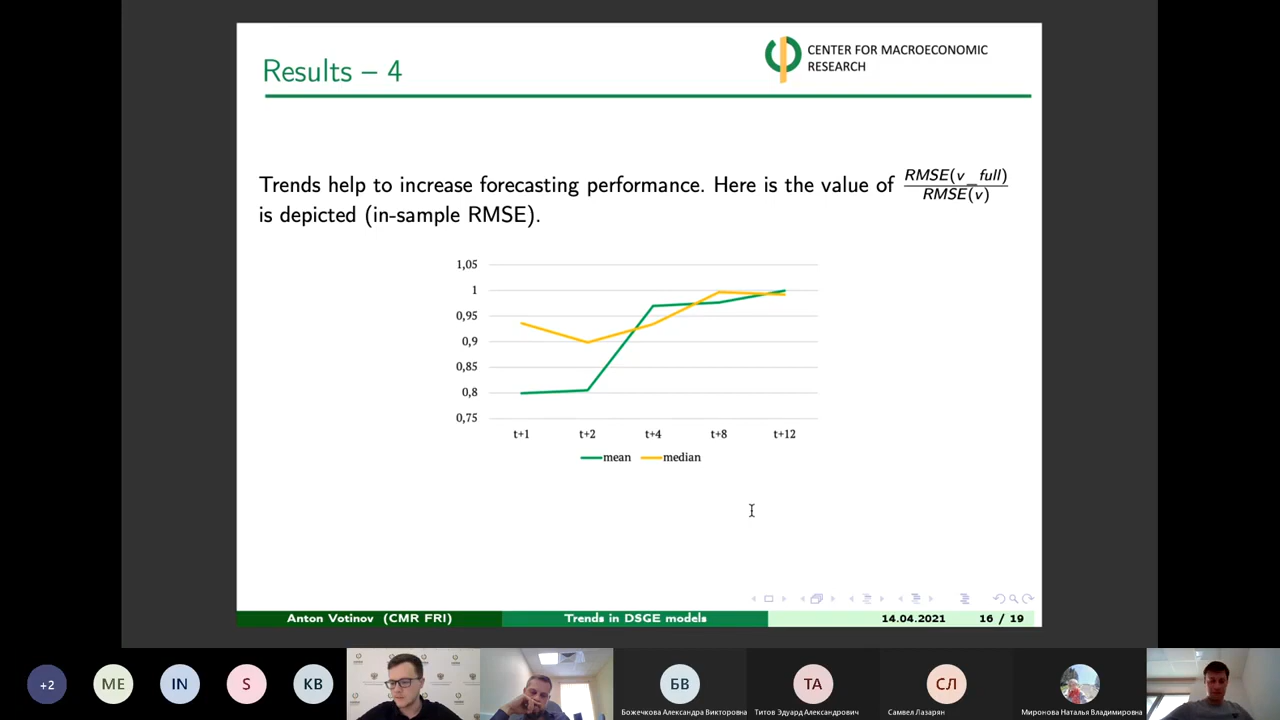 Results – 4
CENTER FOR MACROECONOMIC
RESEARCH
Trends help to increase forecasting performance. Here is the value of RMSE(v_full)/RMSE(v)
is depicted (in-sample RMSE).
1,05
1
0,95
0,9
0,85
0,8
0,75
t+1 t+2 t+4 t+8 t+12
mean median
Anton Votinov (CMR FRI) Trends in DSGE models 14.04.2021 16 / 19
+2 ME IN S KB БВ TA СЛ
Божечкова Александра Викторовна Титов Эдуард Александрович Самвел Лазарян Миронова Наталья Владимировна